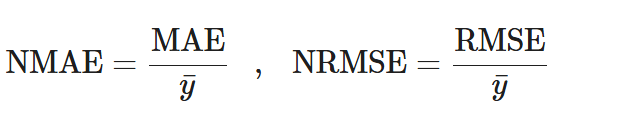 NMAE = MAE / ȳ , NRMSE = RMSE / ȳ